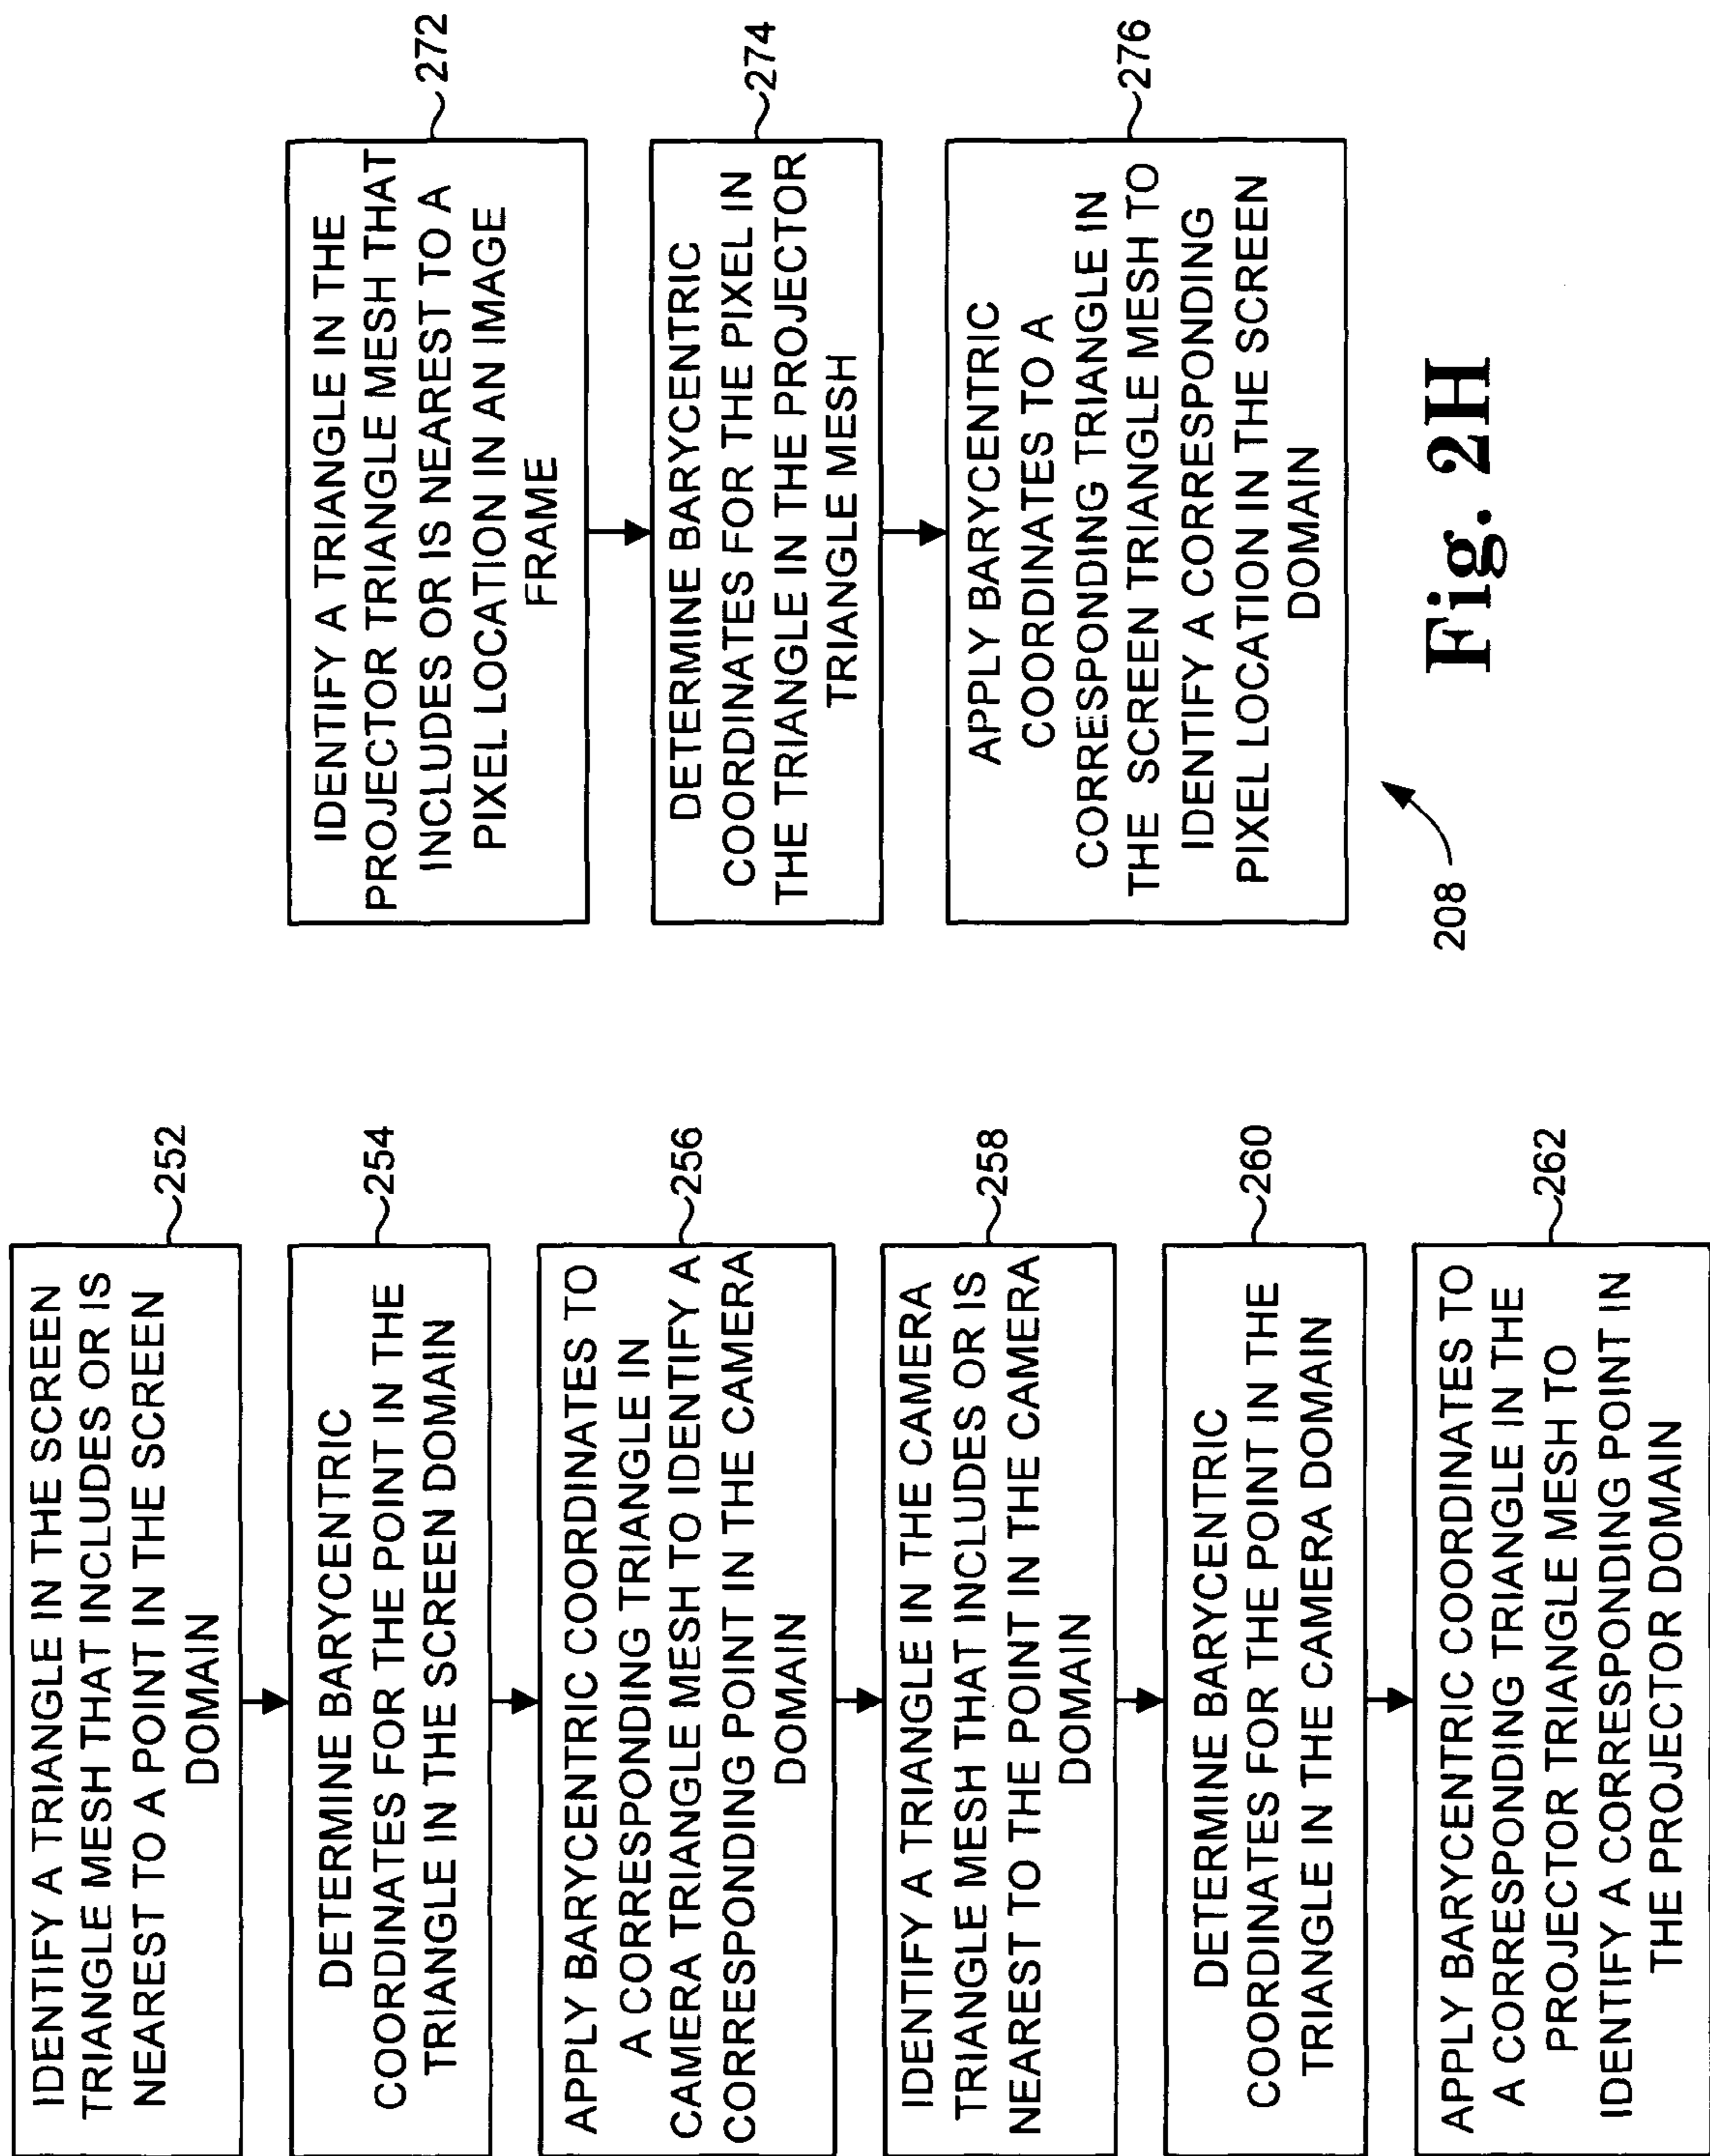 IDENTIFY A TRIANGLE IN THE SCREEN
TRIANGLE MESH THAT INCLUDES OR IS
NEAREST TO A POINT IN THE SCREEN
DOMAIN
252
DETERMINE BARYCENTRIC
COORDINATES FOR THE POINT IN THE
TRIANGLE IN THE SCREEN DOMAIN
254
APPLY BARYCENTRIC COORDINATES TO
A CORRESPONDING TRIANGLE IN
CAMERA TRIANGLE MESH TO IDENTIFY A
CORRESPONDING POINT IN THE CAMERA
DOMAIN
256
IDENTIFY A TRIANGLE IN THE CAMERA
TRIANGLE MESH THAT INCLUDES OR IS
NEAREST TO THE POINT IN THE CAMERA
DOMAIN
258
DETERMINE BARYCENTRIC
COORDINATES FOR THE POINT IN THE
TRIANGLE IN THE CAMERA DOMAIN
260
APPLY BARYCENTRIC COORDINATES TO
A CORRESPONDING TRIANGLE IN THE
PROJECTOR TRIANGLE MESH TO
IDENTIFY A CORRESPONDING POINT IN
THE PROJECTOR DOMAIN
262
IDENTIFY A TRIANGLE IN THE
PROJECTOR TRIANGLE MESH THAT
INCLUDES OR IS NEAREST TO A
PIXEL LOCATION IN AN IMAGE
FRAME
272
DETERMINE BARYCENTRIC
COORDINATES FOR THE PIXEL IN
THE TRIANGLE IN THE PROJECTOR
TRIANGLE MESH
274
APPLY BARYCENTRIC
COORDINATES TO A
CORRESPONDING TRIANGLE IN
THE SCREEN TRIANGLE MESH TO
IDENTIFY A CORRESPONDING
PIXEL LOCATION IN THE SCREEN
DOMAIN
276
208
Fig. 2H